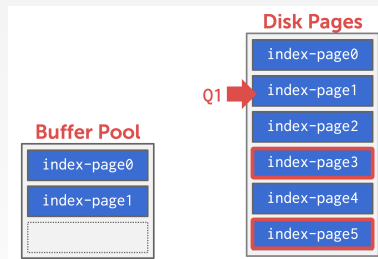 Disk Pages
index-page0
Q1
index-page1
index-page2
index-page3
index-page4
index-page5
Buffer Pool
index-page0
index-page1